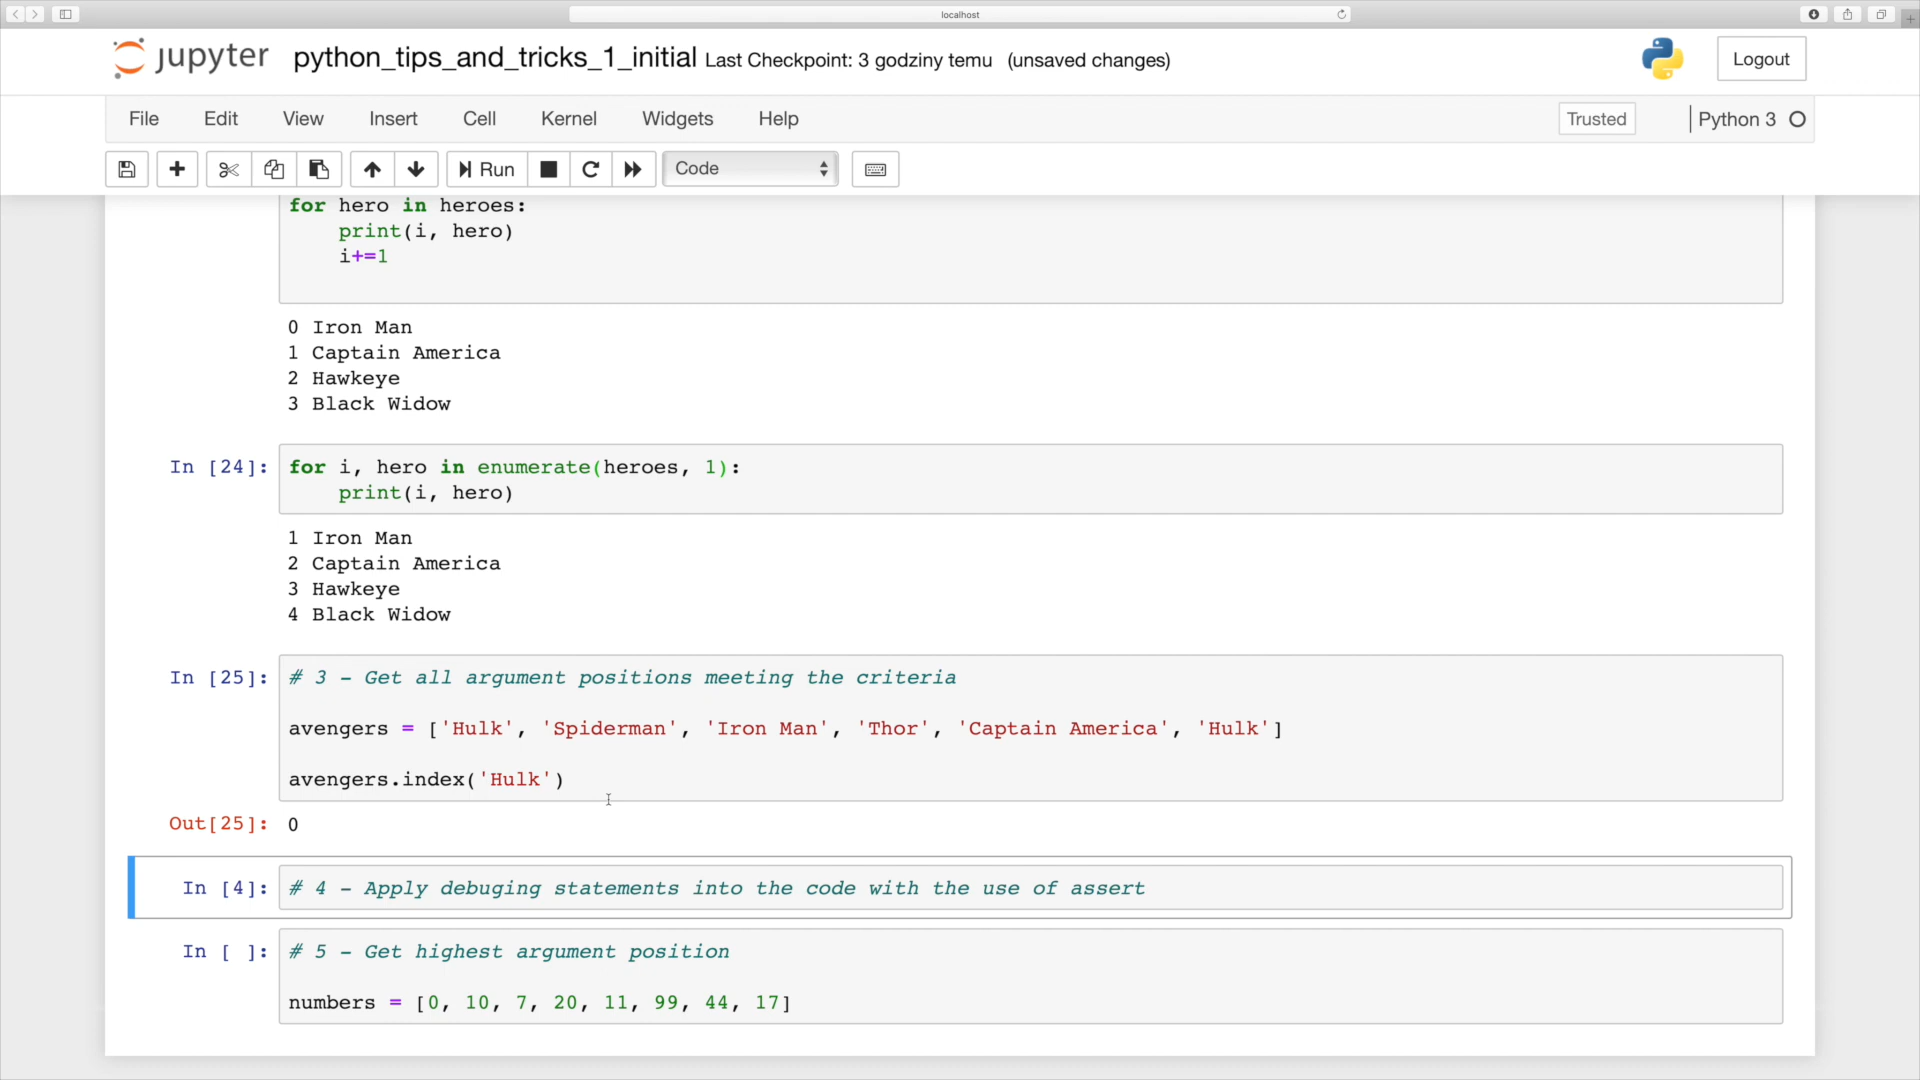 localhost
jupyter python_tips_and_tricks_1_initial Last Checkpoint: 3 godziny temu (unsaved changes) Logout
File Edit View Insert Cell Kernel Widgets Help Trusted Python 3
Run Code
for hero in heroes:
    print(i, hero)
    i+=1
0 Iron Man
1 Captain America
2 Hawkeye
3 Black Widow
In [24]: for i, hero in enumerate(heroes, 1):
    print(i, hero)
1 Iron Man
2 Captain America
3 Hawkeye
4 Black Widow
In [25]: # 3 - Get all argument positions meeting the criteria
avengers = ['Hulk', 'Spiderman', 'Iron Man', 'Thor', 'Captain America', 'Hulk']
avengers.index('Hulk')
Out[25]: 0
In [4]: # 4 - Apply debuging statements into the code with the use of assert
In [ ]: # 5 - Get highest argument position
numbers = [0, 10, 7, 20, 11, 99, 44, 17]